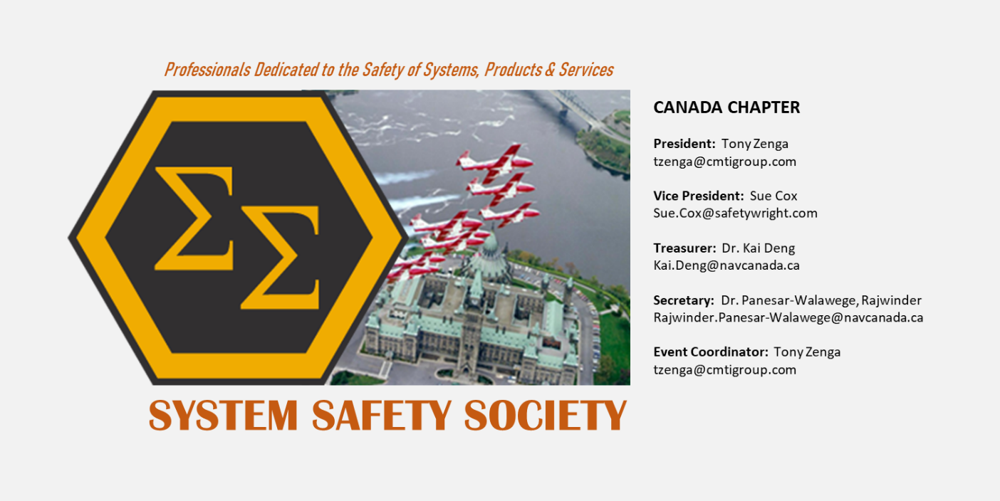 Professionals Dedicated to the Safety of Systems, Products & Services
ΣΣ
SYSTEM SAFETY SOCIETY
CANADA CHAPTER
President: Tony Zenga
tzenga@cmtigroup.com
Vice President: Sue Cox
Sue.Cox@safetywright.com
Treasurer: Dr. Kai Deng
Kai.Deng@navcanada.ca
Secretary: Dr. Panesar-Walawege, Rajwinder
Rajwinder.Panesar-Walawege@navcanada.ca
Event Coordinator: Tony Zenga
tzenga@cmtigroup.com